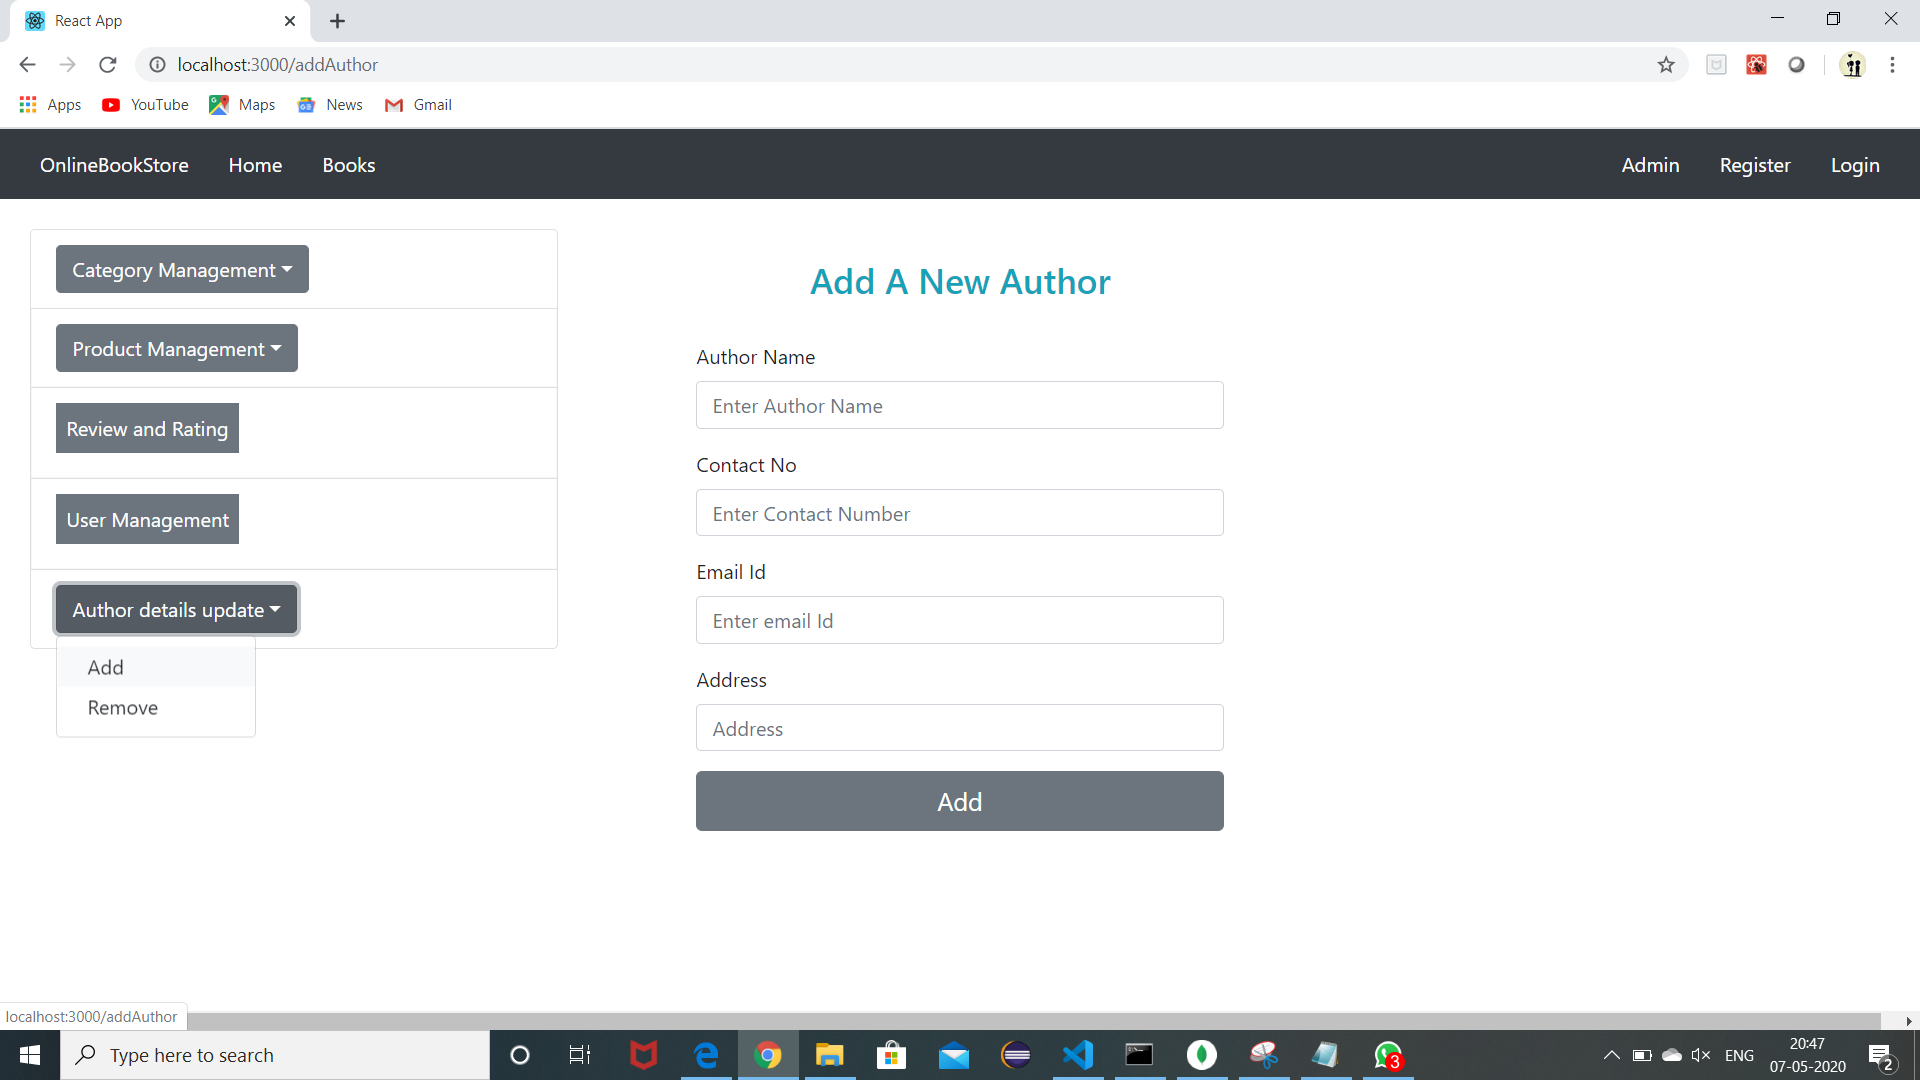 React App
localhost:3000/addAuthor
Apps YouTube Maps News Gmail
OnlineBookStore Home Books Admin Register Login
Category Management
Product Management
Review and Rating
User Management
Author details update
Add
Remove
Add A New Author
Author Name
Enter Author Name
Contact No
Enter Contact Number
Email Id
Enter email Id
Address
Address
Add
localhost:3000/addAuthor
Type here to search
3
ENG
20:47
07-05-2020
2